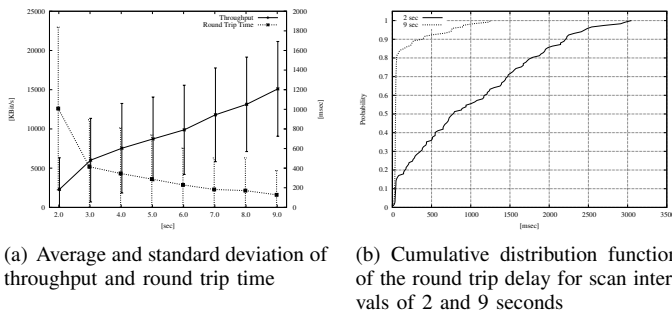 Throughput
Round Trip Time
25000
20000
15000
10000
5000
0
[KBit/s]
2000
1800
1600
1400
1200
1000
800
600
400
200
0
[msec]
2.0 3.0 4.0 5.0 6.0 7.0 8.0 9.0
[sec]
2 sec
9 sec
1
0.9
0.8
0.7
0.6
0.5
0.4
0.3
0.2
0.1
0
Probability
0 500 1000 1500 2000 2500 3000 3500
[msec]
(a) Average and standard deviation of
throughput and round trip time
(b) Cumulative distribution function
of the round trip delay for scan inter-
vals of 2 and 9 seconds